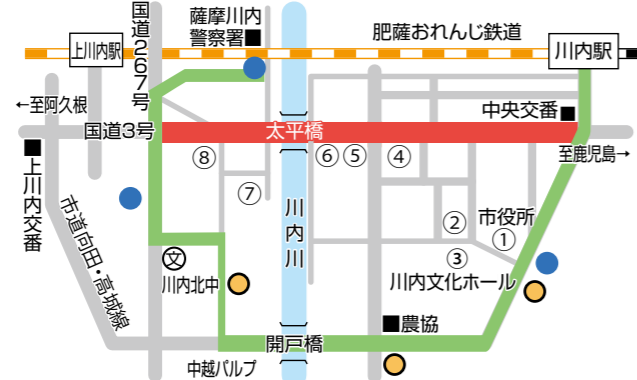 国道267号
薩摩川内
警察署
肥薩おれんじ鉄道
上川内駅
川内駅
←至阿久根
中央交番
国道3号
太平橋
至鹿児島→
上川内交番
⑧
⑥
⑤
④
⑦
市道向田・高城線
川内川
②
市役所
①
③
文
川内北中
川内文化ホール
農協
開戸橋
中越パルプ